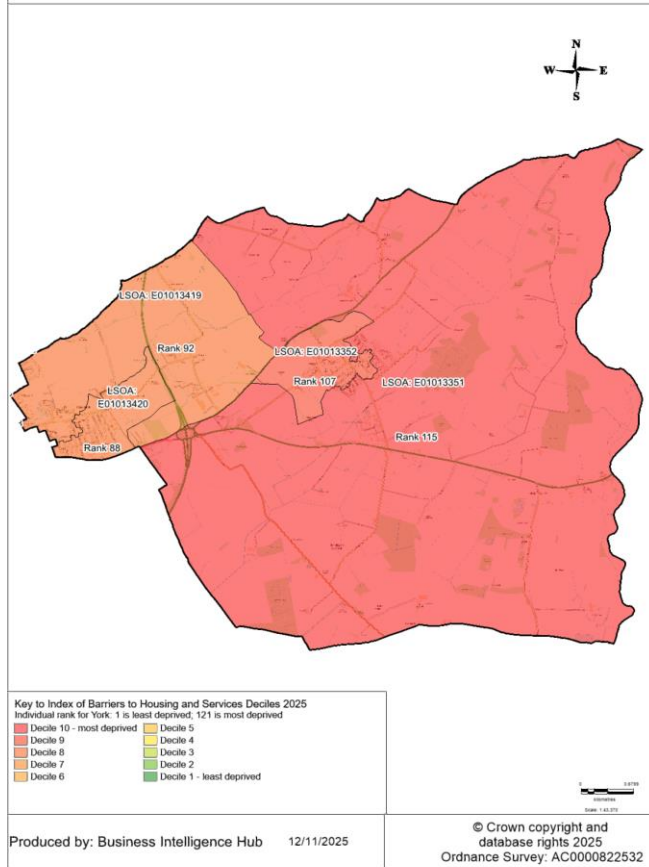 N
W E
S
LSOA: E01013419
Rank 92
LSOA: E01013352
LSOA:
E01013420
Rank 107
LSOA: E01013351
Rank 88
Rank 115
Key to Index of Barriers to Housing and Services Deciles 2025
Individual rank for York: 1 is least deprived; 121 is most deprived
Decile 10 - most deprived
Decile 9
Decile 8
Decile 7
Decile 6
Decile 5
Decile 4
Decile 3
Decile 2
Decile 1 - least deprived
Produced by: Business Intelligence Hub 12/11/2025
© Crown copyright and
database rights 2025
Ordnance Survey: AC0000822532